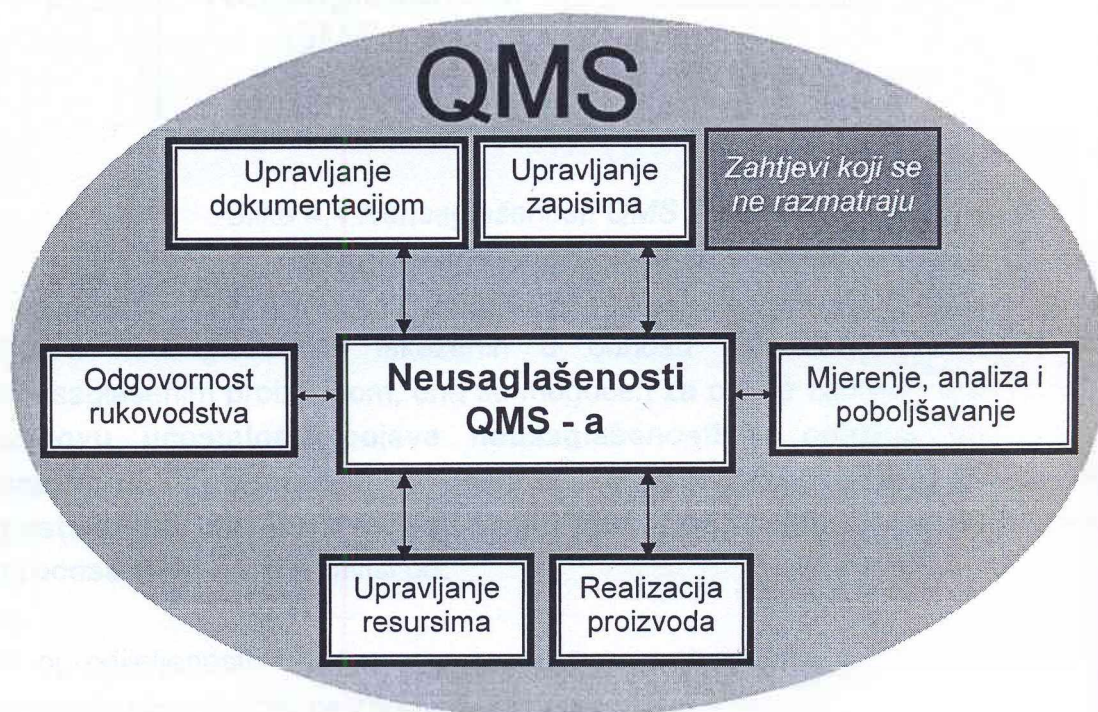 QMS
Upravljanje
dokumentacijom
Upravljanje
zapisima
Zahtjevi koji se
ne razmatraju
Odgovornost
rukovodstva
Neusaglašenosti
QMS - a
Mjerenje, analiza i
poboljšavanje
Upravljanje
resursima
Realizacija
proizvoda